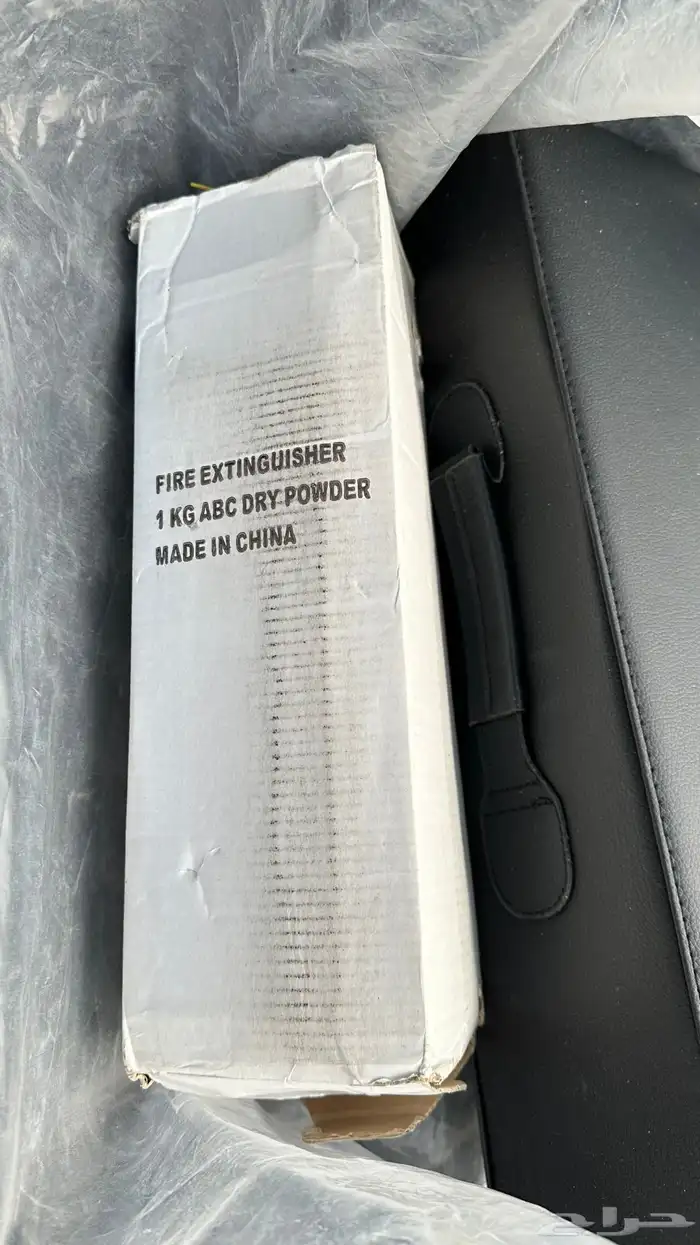 FIRE EXTINGUISHER
1 KG ABC DRY POWDER
MADE IN CHINA
حراج